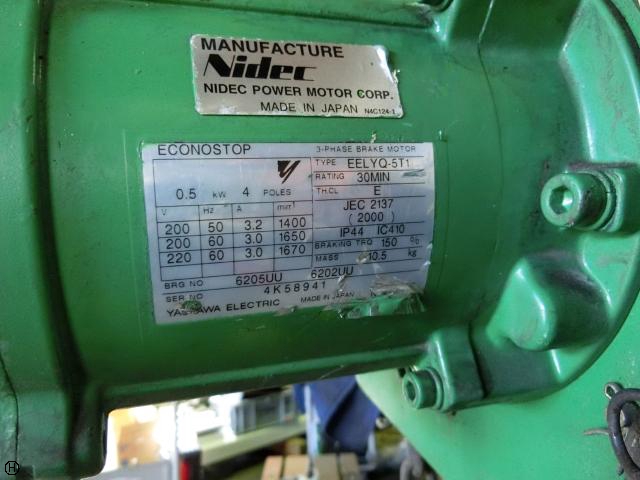 MANUFACTURE
Nidec
NIDEC POWER MOTOR CORP.
MADE IN JAPAN N4C124-1
ECONOSTOP 3-PHASE BRAKE MOTOR
TYPE EELYQ-5T1
0.5 kW 4 POLES
RATING 30MIN
TH.CL E
V Hz A min-1
JEC 2137
(2000)
200 50 3.2 1400
200 60 3.0 1650
220 60 3.0 1670
IP44 IC410
BRAKING TRQ 150 %
MASS 10.5 kg
BRG NO 6205UU 6202UU
SER NO 4K58941
YASKAWA ELECTRIC MADE IN JAPAN
H